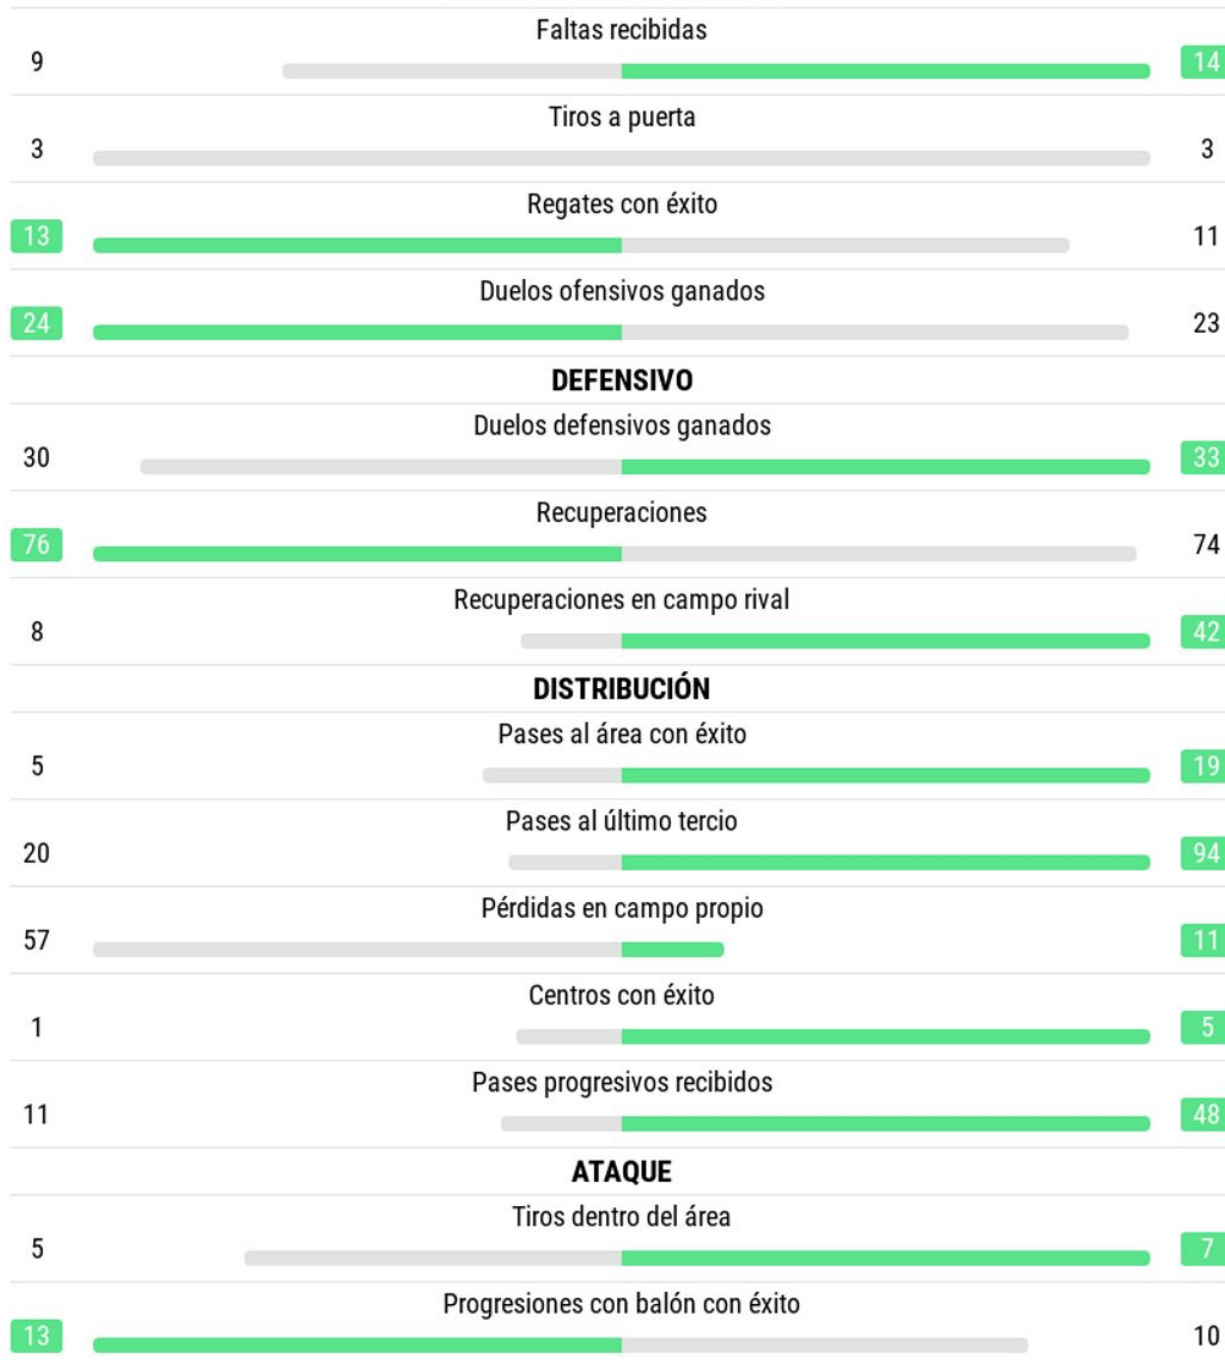 Faltas recibidas
9 14
Tiros a puerta
3 3
Regates con éxito
13 11
Duelos ofensivos ganados
24 23
DEFENSIVO
Duelos defensivos ganados
30 33
Recuperaciones
76 74
Recuperaciones en campo rival
8 42
DISTRIBUCIÓN
Pases al área con éxito
5 19
Pases al último tercio
20 94
Pérdidas en campo propio
57 11
Centros con éxito
1 5
Pases progresivos recibidos
11 48
ATAQUE
Tiros dentro del área
5 7
Progresiones con balón con éxito
13 10